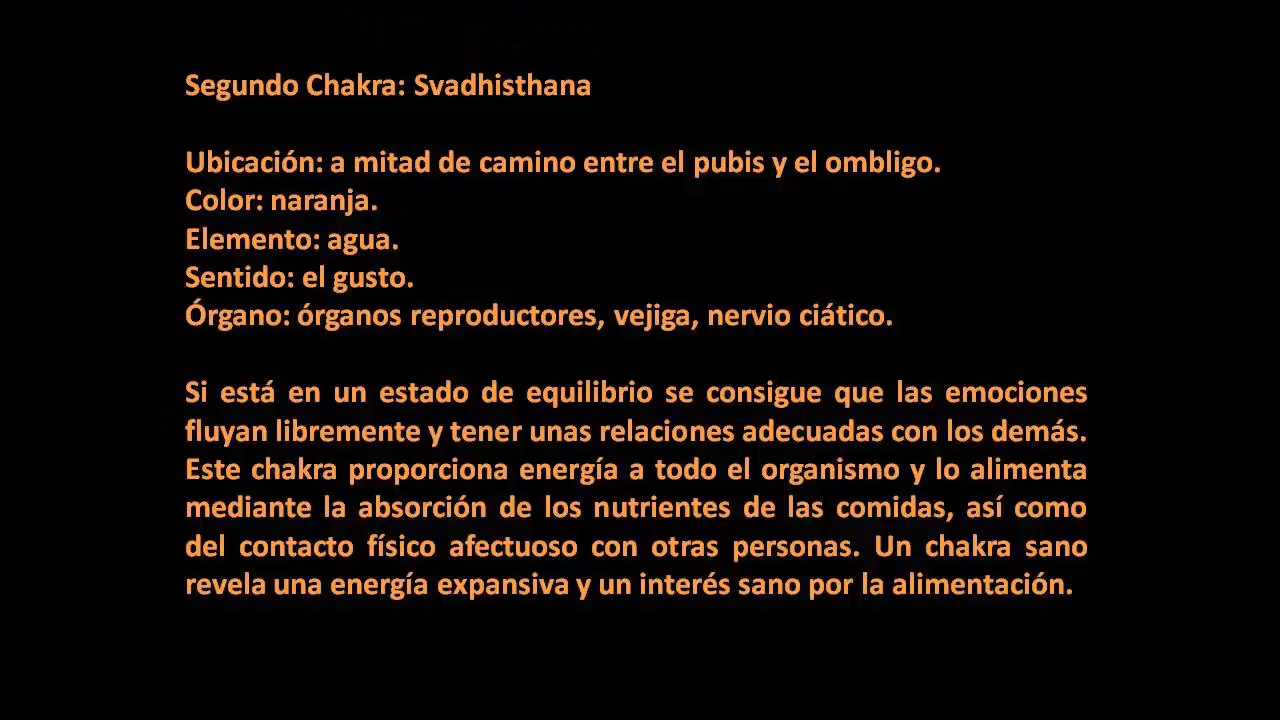 Segundo Chakra: Svadhisthana
Ubicación: a mitad de camino entre el pubis y el ombligo.
Color: naranja.
Elemento: agua.
Sentido: el gusto.
Órgano: órganos reproductores, vejiga, nervio ciático.
Si está en un estado de equilibrio se consigue que las emociones
fluyan libremente y tener unas relaciones adecuadas con los demás.
Este chakra proporciona energía a todo el organismo y lo alimenta
mediante la absorción de los nutrientes de las comidas, así como
del contacto físico afectuoso con otras personas. Un chakra sano
revela una energía expansiva y un interés sano por la alimentación.